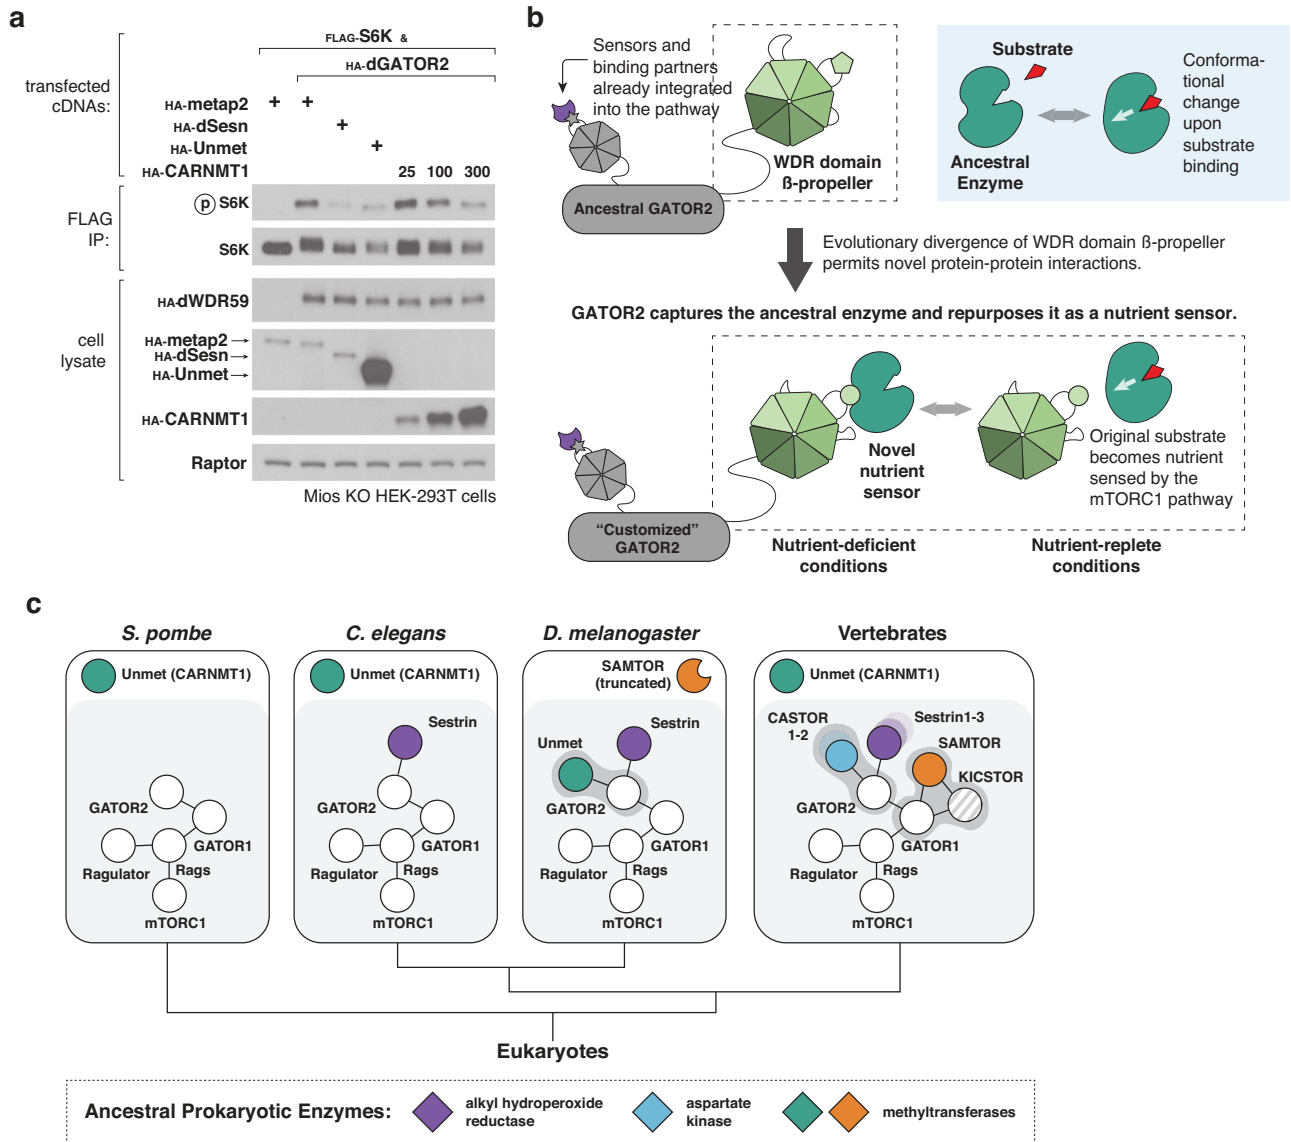 a
FLAG-S6K &
HA-dGATOR2
transfected
cDNAs:
HA-metap2 + +
HA-dSesn +
HA-Unmet +
HA-CARNMT1 25 100 300
FLAG
IP:
p S6K
S6K
cell
lysate
HA-dWDR59
HA-metap2
HA-dSesn
HA-Unmet
HA-CARNMT1
Raptor
Mios KO HEK-293T cells
b
Sensors and
binding partners
already integrated
into the pathway
WDR domain
ß-propeller
Ancestral GATOR2
Substrate
Ancestral
Enzyme
Conforma-
tional
change
upon
substrate
binding
Evolutionary divergence of WDR domain ß-propeller
permits novel protein-protein interactions.
GATOR2 captures the ancestral enzyme and repurposes it as a nutrient sensor.
Novel
nutrient
sensor
Original substrate
becomes nutrient
sensed by the
mTORC1 pathway
“Customized”
GATOR2
Nutrient-deficient
conditions
Nutrient-replete
conditions
c
S. pombe
Unmet (CARNMT1)
GATOR2
GATOR1
Ragulator
Rags
mTORC1
C. elegans
Unmet (CARNMT1)
Sestrin
GATOR2
GATOR1
Ragulator
Rags
mTORC1
D. melanogaster
SAMTOR
(truncated)
Sestrin
Unmet
GATOR2
GATOR1
Ragulator
Rags
mTORC1
Vertebrates
Unmet (CARNMT1)
CASTOR
1-2
Sestrin1-3
SAMTOR
KICSTOR
GATOR2
GATOR1
Ragulator
Rags
mTORC1
Eukaryotes
Ancestral Prokaryotic Enzymes:
alkyl hydroperoxide
reductase
aspartate
kinase
methyltransferases